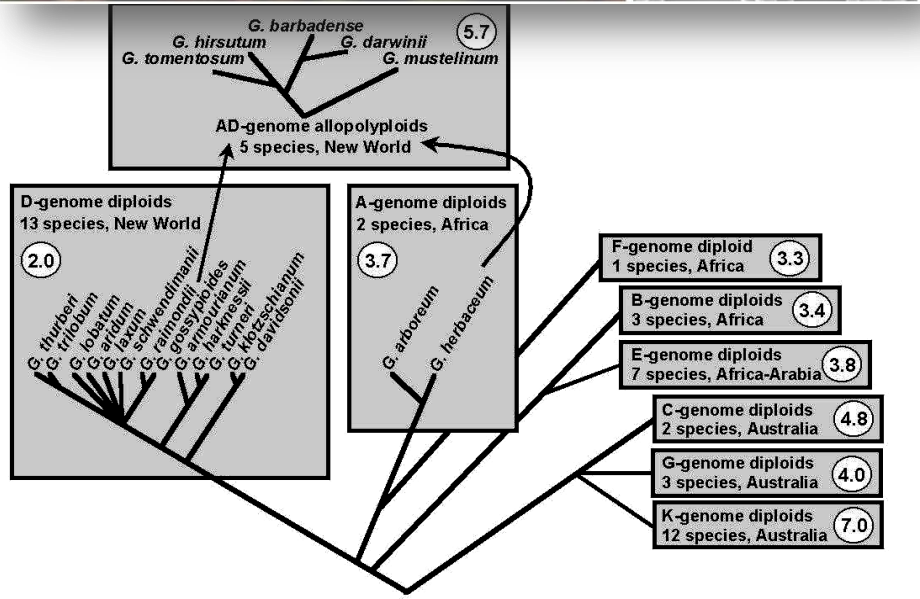 G. barbadense
5.7
G. hirsutum
G. darwinii
G. tomentosum
G. mustelinum
AD-genome allopolyploids
5 species, New World
D-genome diploids
13 species, New World
2.0
G. thurberi
G. trilobum
G. lobatum
G. aridum
G. laxum
G. schwendimanii
G. raimondii
G. gossypioides
G. armourianum
G. harknessii
G. turneri
G. klotzschianum
G. davidsonii
A-genome diploids
2 species, Africa
3.7
G. arboreum
G. herbaceum
F-genome diploid
1 species, Africa
3.3
B-genome diploids
3 species, Africa
3.4
E-genome diploids
7 species, Africa-Arabia
3.8
C-genome diploids
2 species, Australia
4.8
G-genome diploids
3 species, Australia
4.0
K-genome diploids
12 species, Australia
7.0